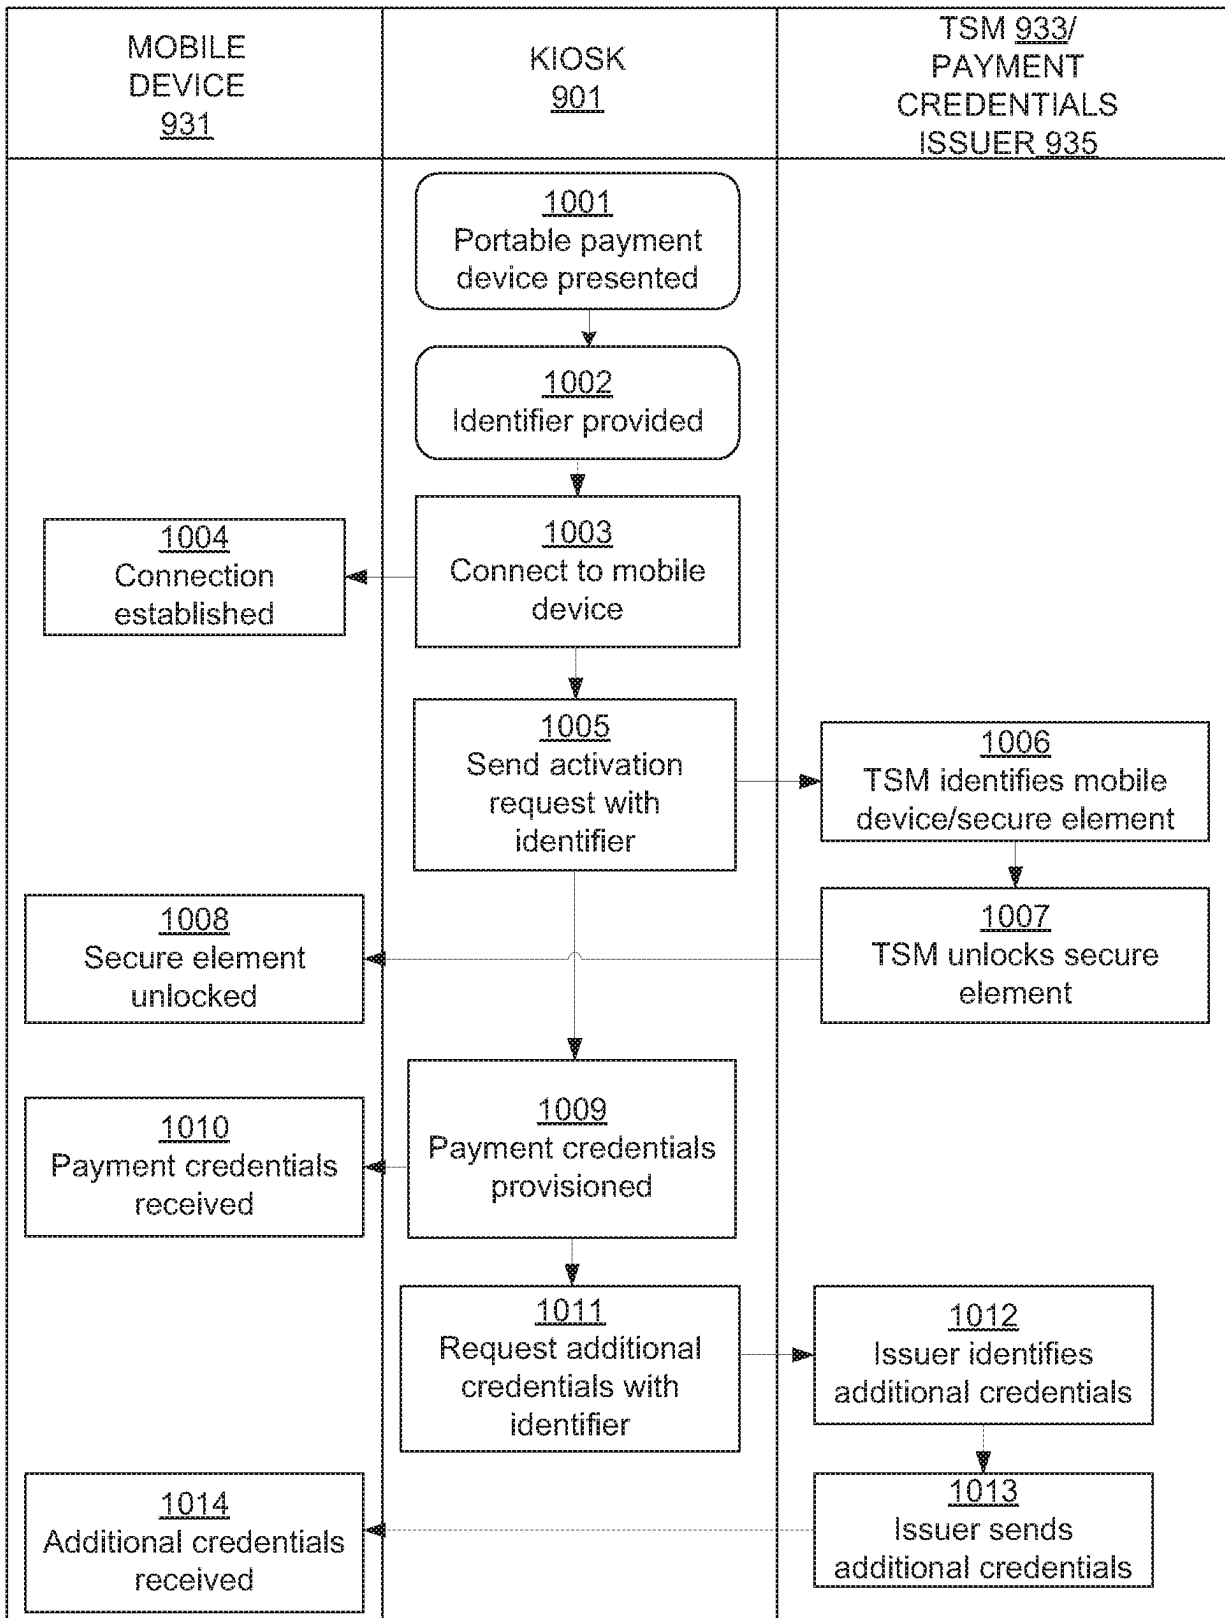 MOBILE
DEVICE
931
KIOSK
901
TSM 933/
PAYMENT
CREDENTIALS
ISSUER 935
1001
Portable payment
device presented
1002
Identifier provided
1003
Connect to mobile
device
1004
Connection
established
1005
Send activation
request with
identifier
1006
TSM identifies mobile
device/secure element
1007
TSM unlocks secure
element
1008
Secure element
unlocked
1009
Payment credentials
provisioned
1010
Payment credentials
received
1011
Request additional
credentials with
identifier
1012
Issuer identifies
additional credentials
1013
Issuer sends
additional credentials
1014
Additional credentials
received